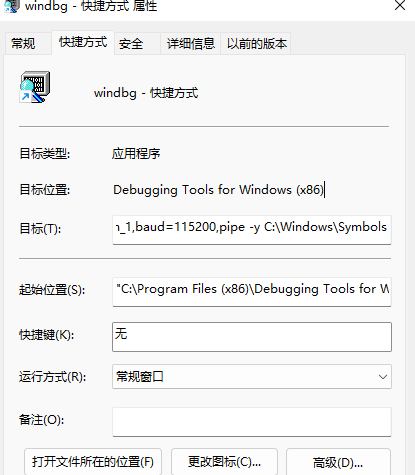 windbg - 快捷方式 属性
常规 快捷方式 安全 详细信息 以前的版本
windbg - 快捷方式
目标类型: 应用程序
目标位置: Debugging Tools for Windows (x86)
目标(T): _1,baud=115200,pipe -y C:\Windows\Symbols
起始位置(S): "C:\Program Files (x86)\Debugging Tools for W
快捷键(K): 无
运行方式(R): 常规窗口
备注(O):
打开文件所在的位置(F) 更改图标(C)... 高级(D)...